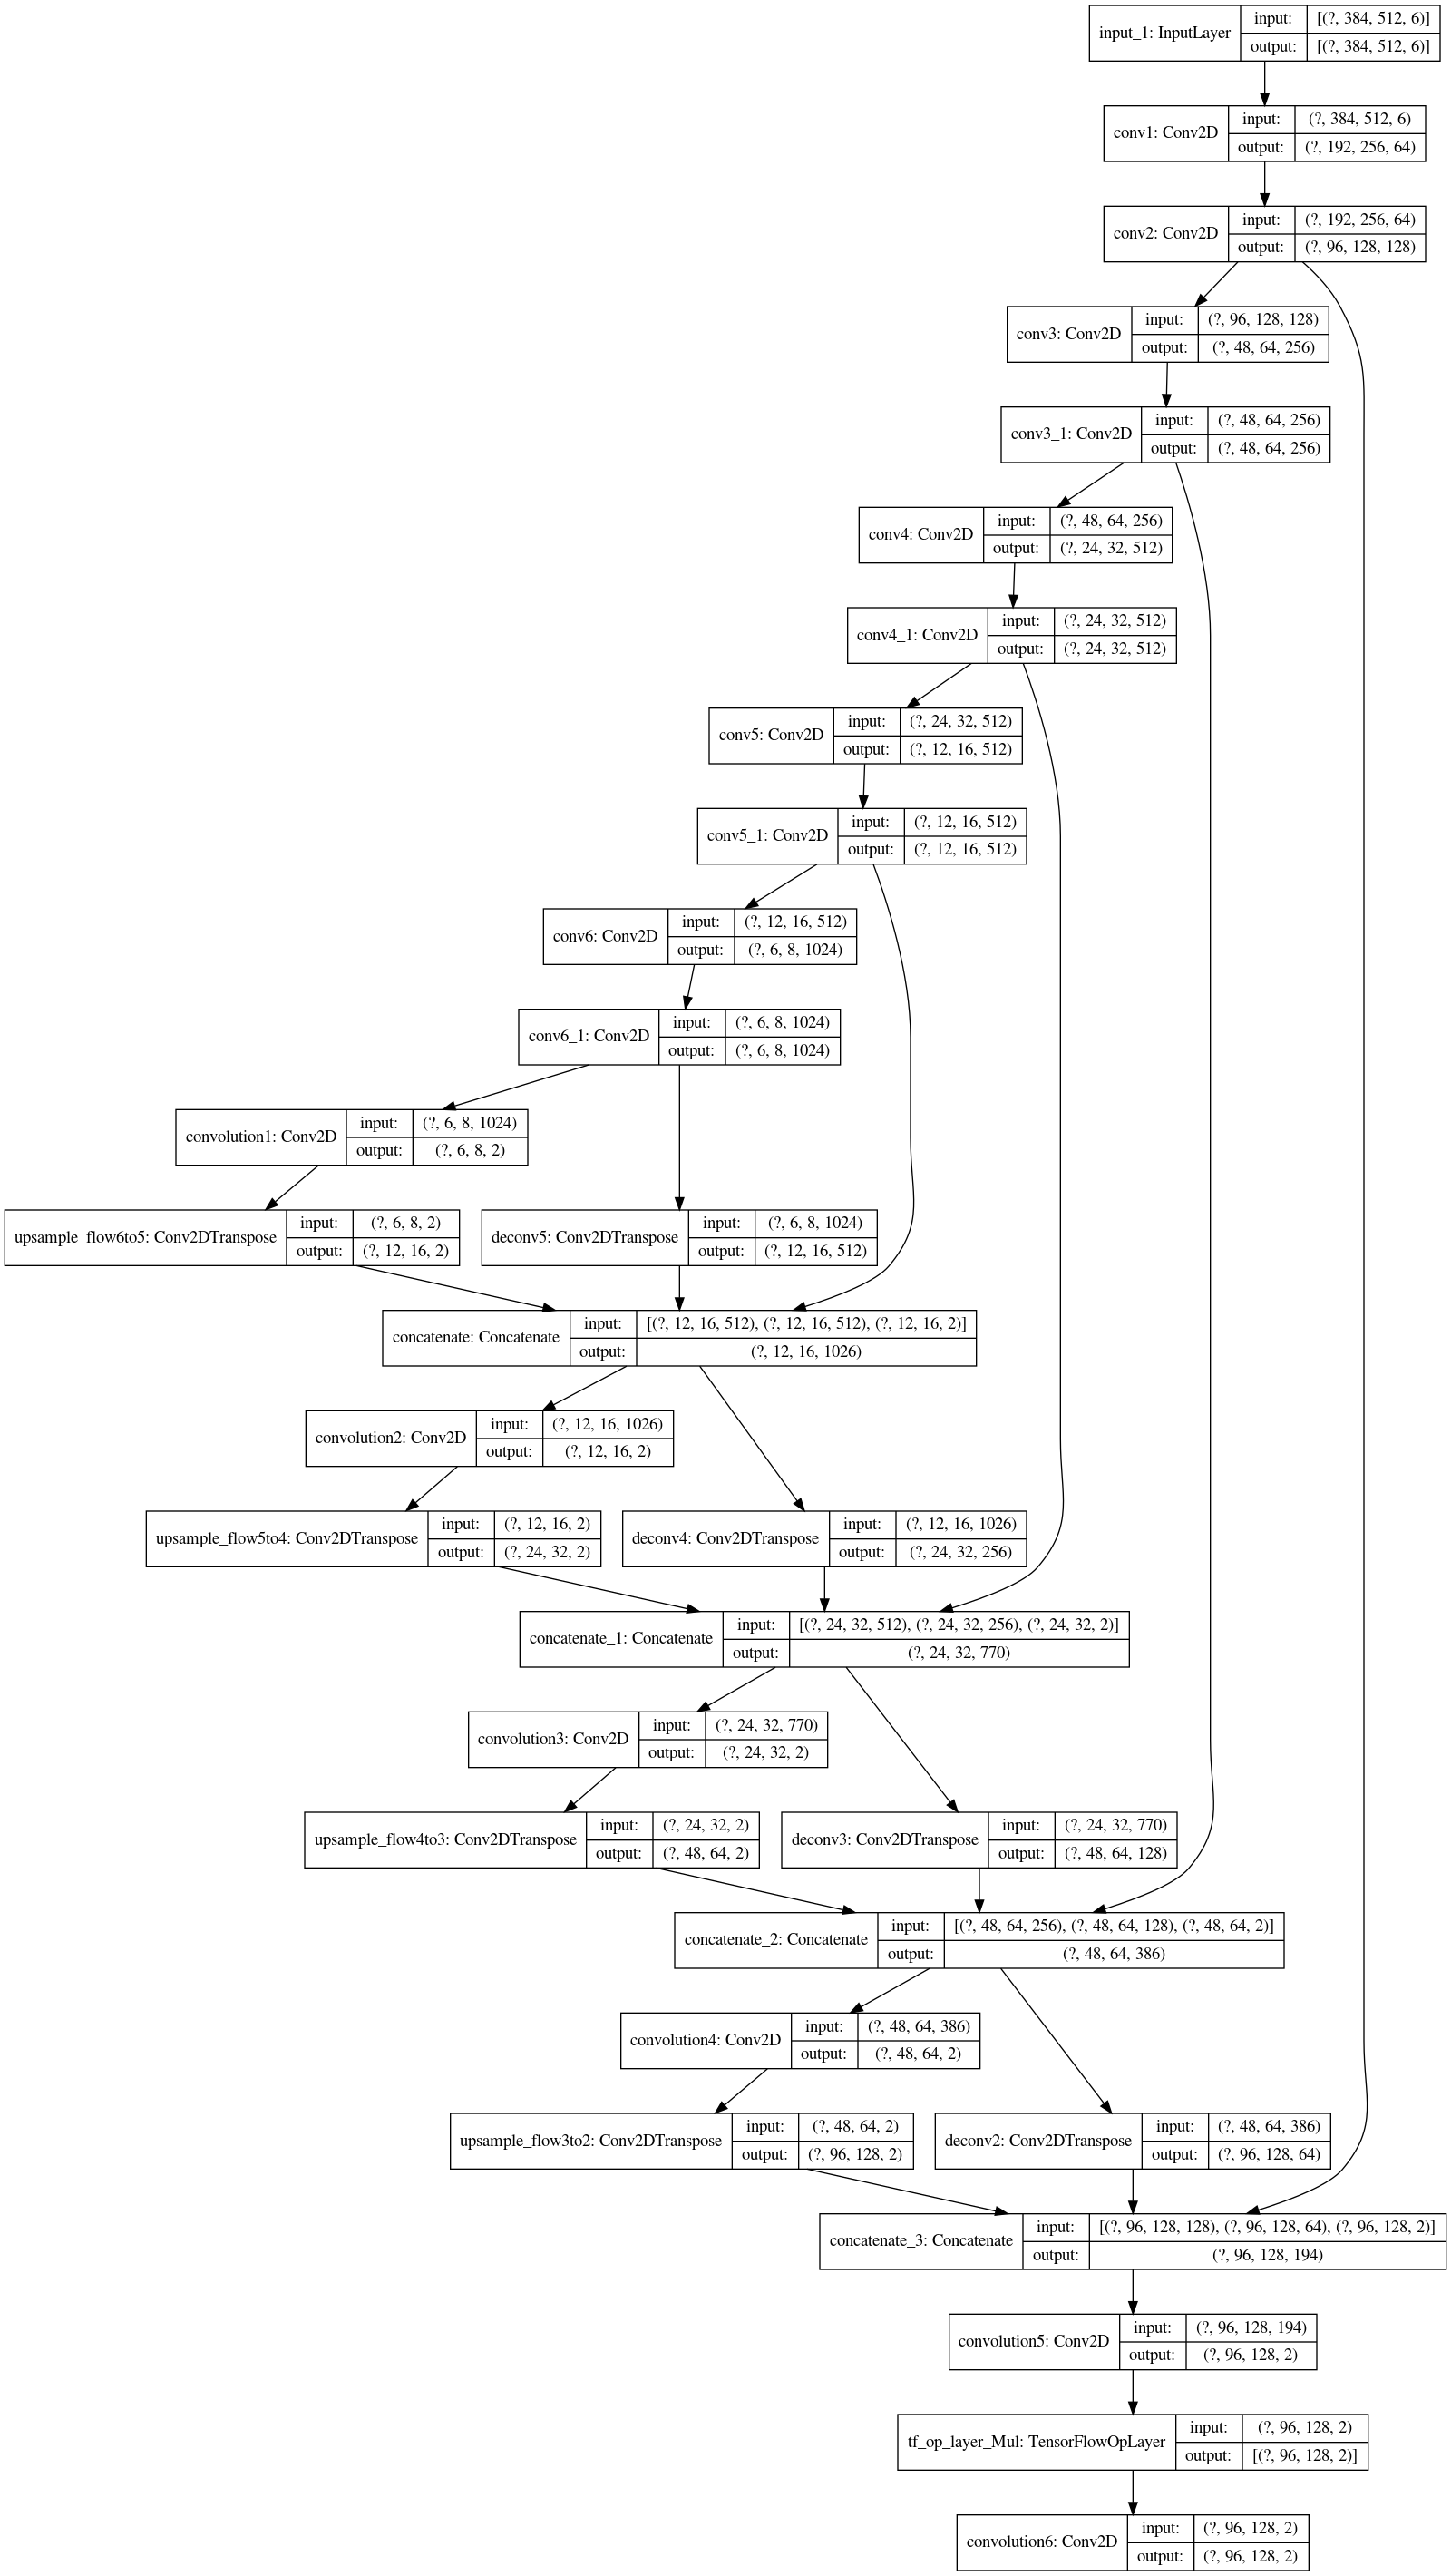 input_1: InputLayer
input: [(?, 384, 512, 6)]
output: [(?, 384, 512, 6)]
conv1: Conv2D
input: (?, 384, 512, 6)
output: (?, 192, 256, 64)
conv2: Conv2D
input: (?, 192, 256, 64)
output: (?, 96, 128, 128)
conv3: Conv2D
input: (?, 96, 128, 128)
output: (?, 48, 64, 256)
conv3_1: Conv2D
input: (?, 48, 64, 256)
output: (?, 48, 64, 256)
conv4: Conv2D
input: (?, 48, 64, 256)
output: (?, 24, 32, 512)
conv4_1: Conv2D
input: (?, 24, 32, 512)
output: (?, 24, 32, 512)
conv5: Conv2D
input: (?, 24, 32, 512)
output: (?, 12, 16, 512)
conv5_1: Conv2D
input: (?, 12, 16, 512)
output: (?, 12, 16, 512)
conv6: Conv2D
input: (?, 12, 16, 512)
output: (?, 6, 8, 1024)
conv6_1: Conv2D
input: (?, 6, 8, 1024)
output: (?, 6, 8, 1024)
convolution1: Conv2D
input: (?, 6, 8, 1024)
output: (?, 6, 8, 2)
upsample_flow6to5: Conv2DTranspose
input: (?, 6, 8, 2)
output: (?, 12, 16, 2)
deconv5: Conv2DTranspose
input: (?, 6, 8, 1024)
output: (?, 12, 16, 512)
concatenate: Concatenate
input: [(?, 12, 16, 512), (?, 12, 16, 512), (?, 12, 16, 2)]
output: (?, 12, 16, 1026)
convolution2: Conv2D
input: (?, 12, 16, 1026)
output: (?, 12, 16, 2)
upsample_flow5to4: Conv2DTranspose
input: (?, 12, 16, 2)
output: (?, 24, 32, 2)
deconv4: Conv2DTranspose
input: (?, 12, 16, 1026)
output: (?, 24, 32, 256)
concatenate_1: Concatenate
input: [(?, 24, 32, 512), (?, 24, 32, 256), (?, 24, 32, 2)]
output: (?, 24, 32, 770)
convolution3: Conv2D
input: (?, 24, 32, 770)
output: (?, 24, 32, 2)
upsample_flow4to3: Conv2DTranspose
input: (?, 24, 32, 2)
output: (?, 48, 64, 2)
deconv3: Conv2DTranspose
input: (?, 24, 32, 770)
output: (?, 48, 64, 128)
concatenate_2: Concatenate
input: [(?, 48, 64, 256), (?, 48, 64, 128), (?, 48, 64, 2)]
output: (?, 48, 64, 386)
convolution4: Conv2D
input: (?, 48, 64, 386)
output: (?, 48, 64, 2)
upsample_flow3to2: Conv2DTranspose
input: (?, 48, 64, 2)
output: (?, 96, 128, 2)
deconv2: Conv2DTranspose
input: (?, 48, 64, 386)
output: (?, 96, 128, 64)
concatenate_3: Concatenate
input: [(?, 96, 128, 128), (?, 96, 128, 64), (?, 96, 128, 2)]
output: (?, 96, 128, 194)
convolution5: Conv2D
input: (?, 96, 128, 194)
output: (?, 96, 128, 2)
tf_op_layer_Mul: TensorFlowOpLayer
input: (?, 96, 128, 2)
output: [(?, 96, 128, 2)]
convolution6: Conv2D
input: (?, 96, 128, 2)
output: (?, 96, 128, 2)